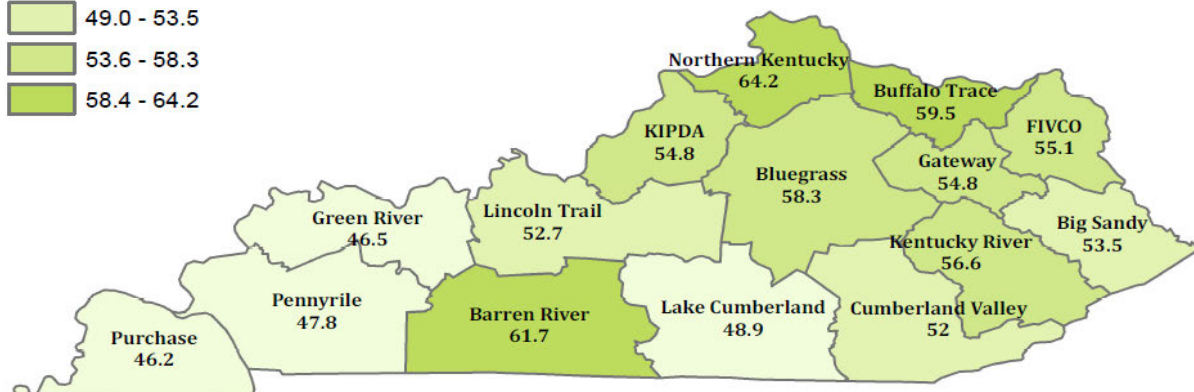 49.0 - 53.5
53.6 - 58.3
58.4 - 64.2
Northern Kentucky
64.2
Buffalo Trace
59.5
KIPDA
54.8
FIVCO
55.1
Gateway
54.8
Bluegrass
58.3
Green River
46.5
Lincoln Trail
52.7
Big Sandy
53.5
Kentucky River
56.6
Pennyrile
47.8
Barren River
61.7
Lake Cumberland
48.9
Cumberland Valley
52
Purchase
46.2